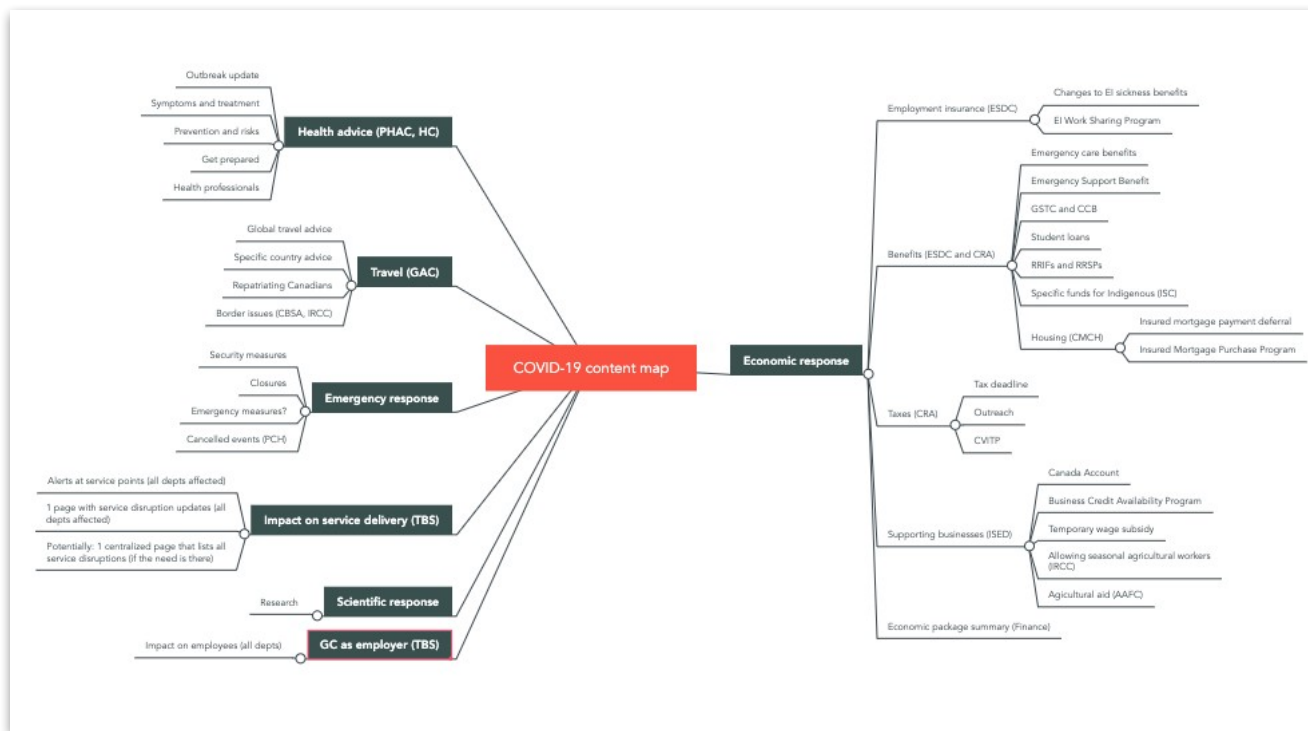 COVID-19 content map
Health advice (PHAC, HC)
Outbreak update
Symptoms and treatment
Prevention and risks
Get prepared
Health professionals
Travel (GAC)
Global travel advice
Specific country advice
Repatriating Canadians
Border issues (CBSA, IRCC)
Emergency response
Security measures
Closures
Emergency measures?
Cancelled events (PCH)
Impact on service delivery (TBS)
Alerts at service points (all depts affected)
1 page with service disruption updates (all
depts affected)
Potentially: 1 centralized page that lists all
service disruptions (if the need is there)
Scientific response
Research
GC as employer (TBS)
Impact on employees (all depts)
Economic response
Employment insurance (ESDC)
Changes to EI sickness benefits
EI Work Sharing Program
Benefits (ESDC and CRA)
Emergency care benefits
Emergency Support Benefit
GSTC and CCB
Student loans
RRIFs and RRSPs
Specific funds for Indigenous (ISC)
Housing (CMCH)
Insured mortgage payment deferral
Insured Mortgage Purchase Program
Taxes (CRA)
Tax deadline
Outreach
CVITP
Supporting businesses (ISED)
Canada Account
Business Credit Availability Program
Temporary wage subsidy
Allowing seasonal agricultural workers
(IRCC)
Agicultural aid (AAFC)
Economic package summary (Finance)